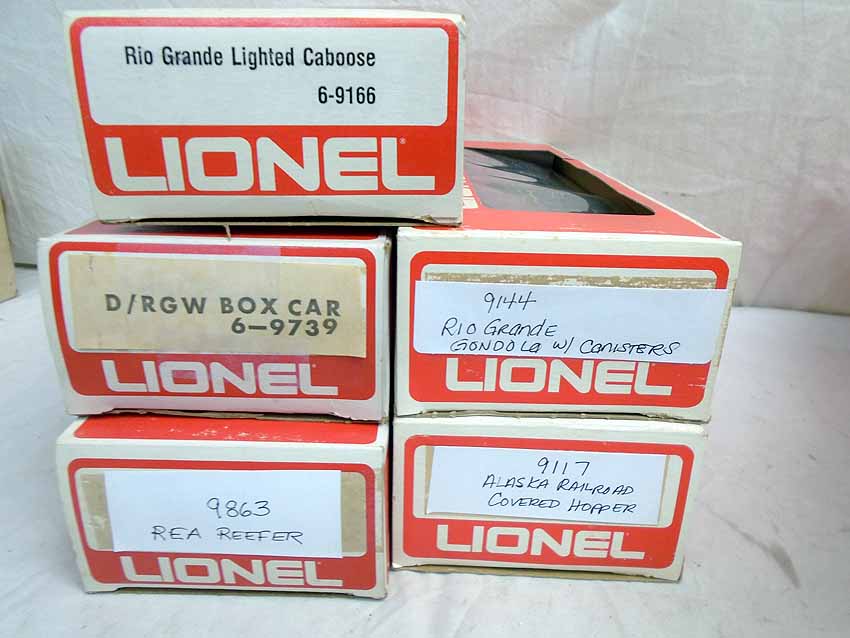 Rio Grande Lighted Caboose
6-9166
LIONEL
D/RGW BOX CAR
6-9739
LIONEL
9144
RIO GRANDE
GONDOLA W/ CANISTERS
LIONEL
9863
REA REEFER
LIONEL
9117
ALASKA RAILROAD
COVERED HOPPER
LIONEL